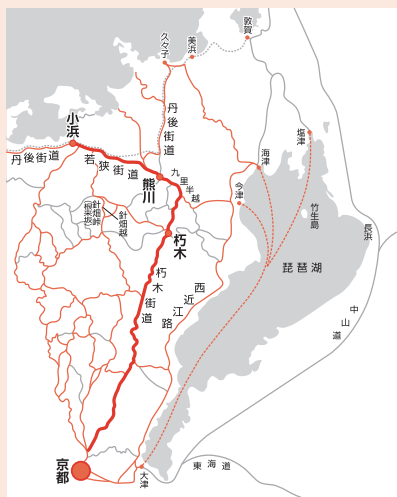 敦賀
美浜
久々子
丹後街道
小浜
丹後街道
若狭街道
熊川
九里半越
海津
塩津
今津
竹生島
針畑峠
(根来坂)
針畑越
朽木
長浜
琵琶湖
朽木街道
西近江路
中山道
京都
大津
東海道